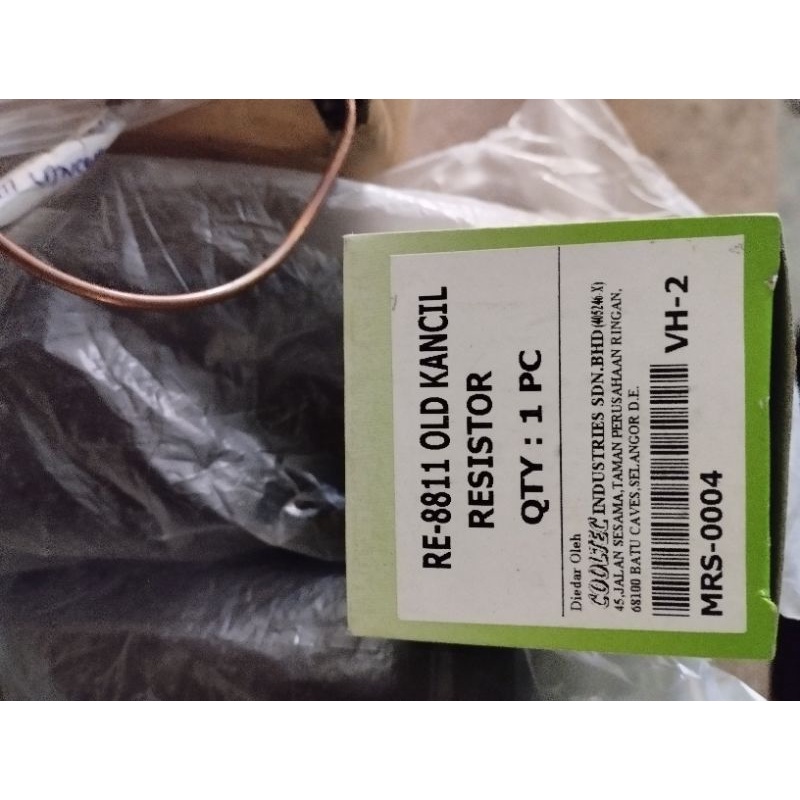 RE-8811 OLD KANCIL
RESISTOR
QTY : 1 PC
Diedar Oleh
COOLTEC INDUSTRIES SDN.BHD (405246-X)
45,JALAN SESAMA,TAMAN PERUSAHAAN RINGAN,
68100 BATU CAVES,SELANGOR D.E.
VH-2
MRS-0004